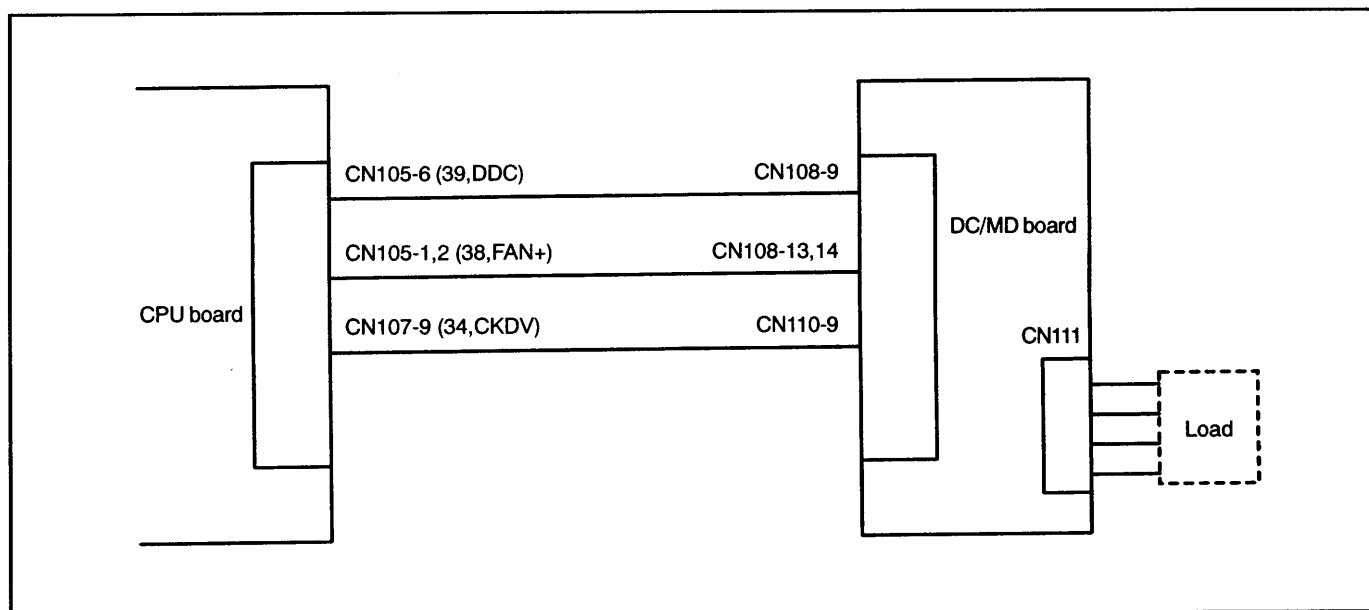 CN105-6 (39,DDC)
CN108-9
DC/MD board
CN105-1,2 (38,FAN+)
CN108-13,14
CPU board
CN107-9 (34,CKDV)
CN110-9
CN111
Load